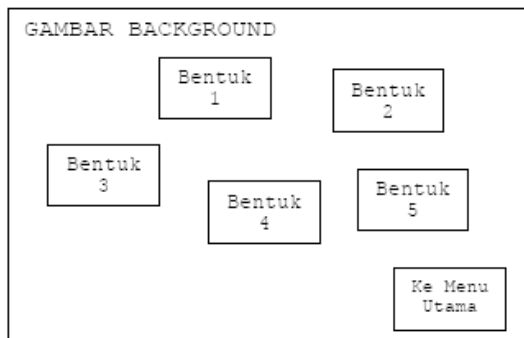 GAMBAR BACKGROUND
Bentuk
1
Bentuk
2
Bentuk
3
Bentuk
4
Bentuk
5
Ke Menu
Utama